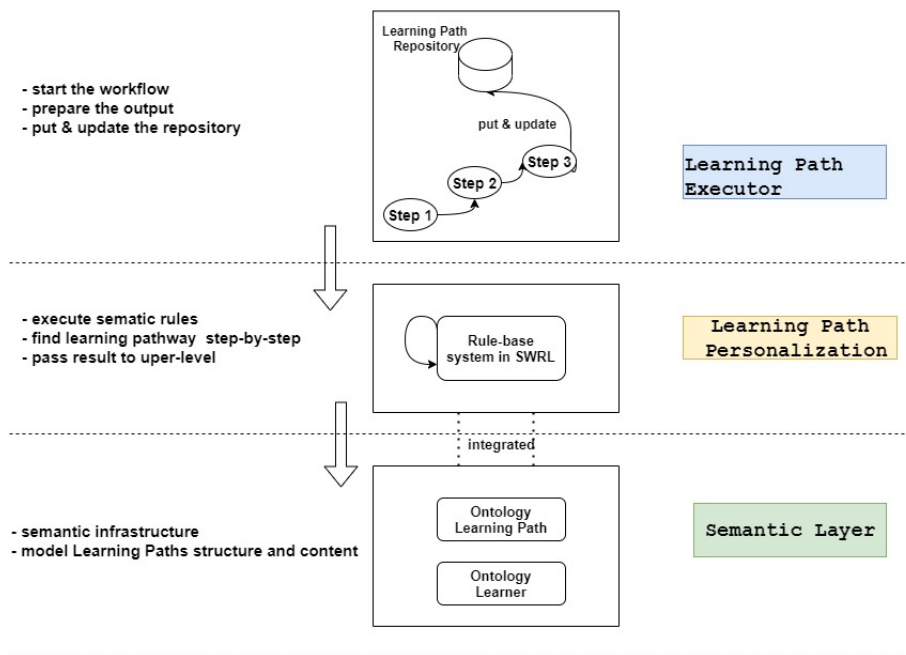 Learning Path
Repository
- start the workflow
- prepare the output
- put & update the repository
put & update
Step 3
Step 2
Step 1
Learning Path
Executor
- execute sematic rules
- find learning pathway  step-by-step
- pass result to uper-level
Rule-base
system in SWRL
Learning Path
Personalization
integrated
- semantic infrastructure
- model Learning Paths structure and content
Ontology
Learning Path
Ontology
Learner
Semantic Layer